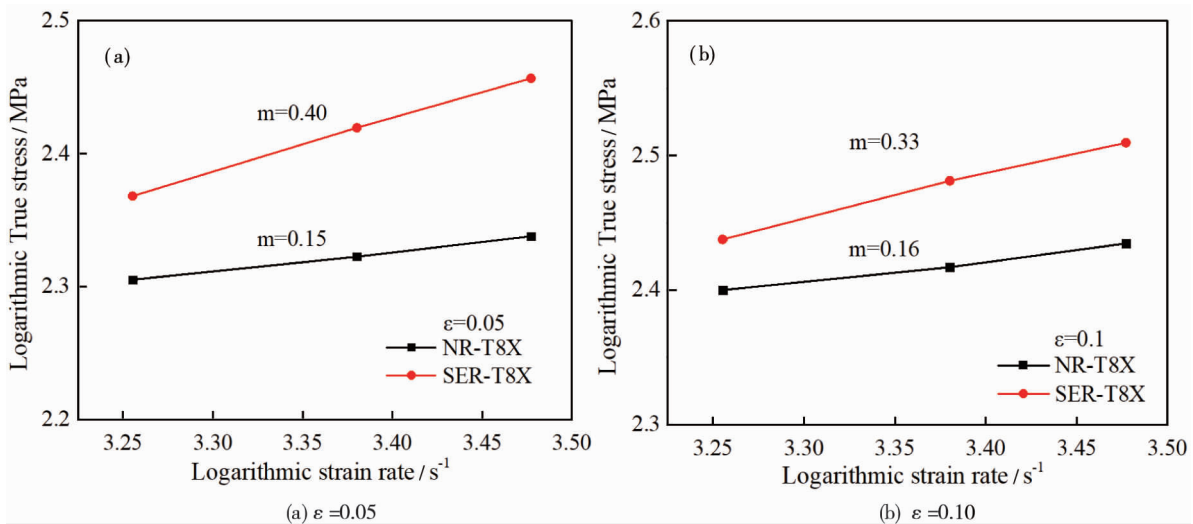 (a)
Logarithmic True stress / MPa
2.5
2.4
2.3
2.2
m=0.40
m=0.15
ε=0.05
NR-T8X
SER-T8X
3.25 3.30 3.35 3.40 3.45 3.50
Logarithmic strain rate / s⁻¹
(a) ε =0.05
(b)
Logarithmic True stress / MPa
2.6
2.5
2.4
2.3
m=0.33
m=0.16
ε=0.1
NR-T8X
SER-T8X
3.25 3.30 3.35 3.40 3.45 3.50
Logarithmic strain rate / s⁻¹
(b) ε =0.10